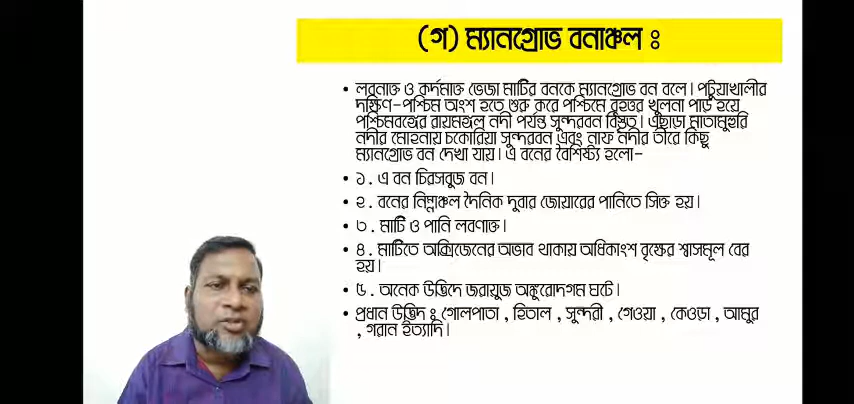 (গ) ম্যানগ্রোভ বনাঞ্চল ঃ
• লবনাক্ত ও কর্দমাক্ত ভেজা মাটির বনকে ম্যানগ্রোভ বন বলে। পটুয়াখালীর
দক্ষিণ-পশ্চিম অংশ হতে শুরু করে পশ্চিমে বৃহত্তর খুলনা পাড় হয়ে
পশ্চিমবঙ্গের রায়মঙ্গল নদী পর্যন্ত সুন্দরবন বিস্তৃত। এছাড়া মাতামুহুরি
নদীর মোহনায় চকোরিয়া সুন্দরবন এবং নাফ নদীর তীরে কিছু
ম্যানগ্রোভ বন দেখা যায়। এ বনের বৈশিষ্ট্য হলো-
• ১. এ বন চিরসবুজ বন।
• ২. বনের নিম্নাঞ্চল দৈনিক দুবার জোয়ারের পানিতে সিক্ত হয়।
• ৩. মাটি ও পানি লবণাক্ত।
• ৪. মাটিতে অক্সিজেনের অভাব থাকায় অধিকাংশ বৃক্ষের শ্বাসমূল বের
হয়।
• ৫. অনেক উদ্ভিদে জরায়ুজ অঙ্কুরোদগম ঘটে।
• প্রধান উদ্ভিদ ঃ গোলপাতা , হিতাল , সুন্দরী , গেওয়া , কেওড়া , আমুর
, গরান ইত্যাদি।